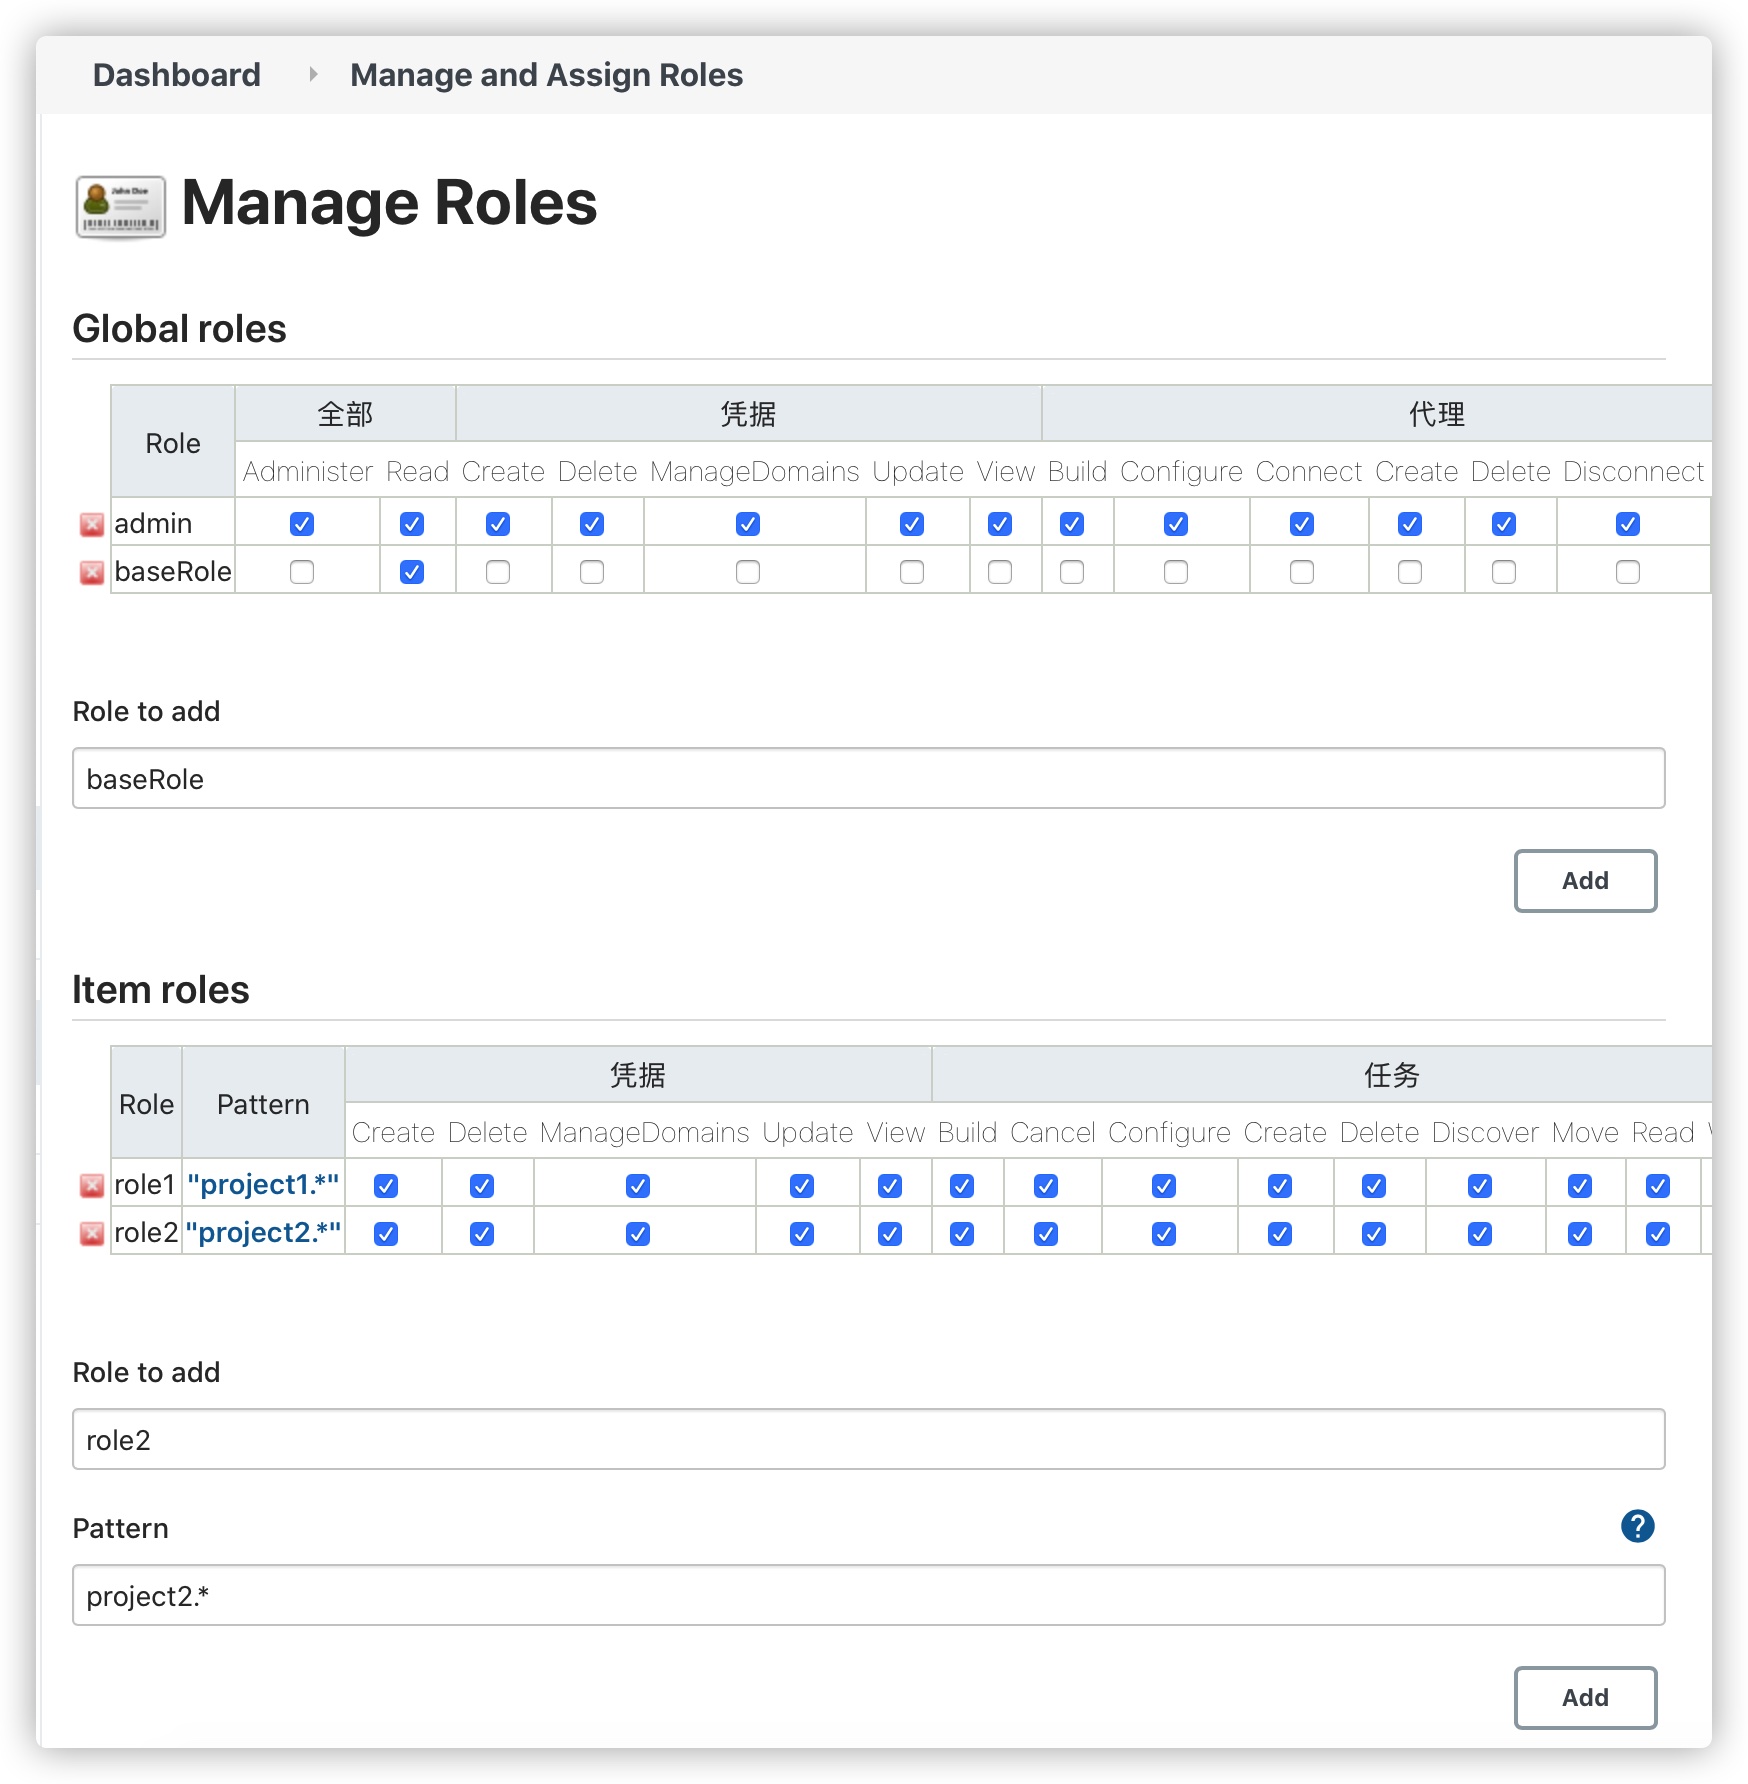 Dashboard
Manage and Assign Roles
John Doe
Manage Roles
Global roles
Role
全部
凭据
代理
Administer Read Create Delete ManageDomains Update View Build Configure Connect Create Delete Disconnect
admin
baseRole
Role to add
baseRole
Add
Item roles
Role
Pattern
凭据
任务
Create Delete ManageDomains Update View Build Cancel Configure Create Delete Discover Move Read
role1 "project1.*"
role2 "project2.*"
Role to add
role2
Pattern
?
project2.*
Add